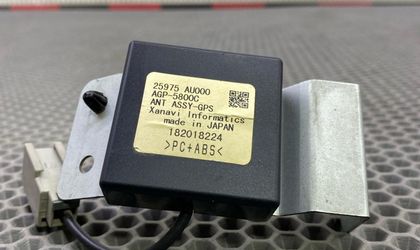 25975 AU000
AGP-5800C
ANT ASSY-GPS
Xanavi Informatics
made in JAPAN
182018224
>PC+ABS<